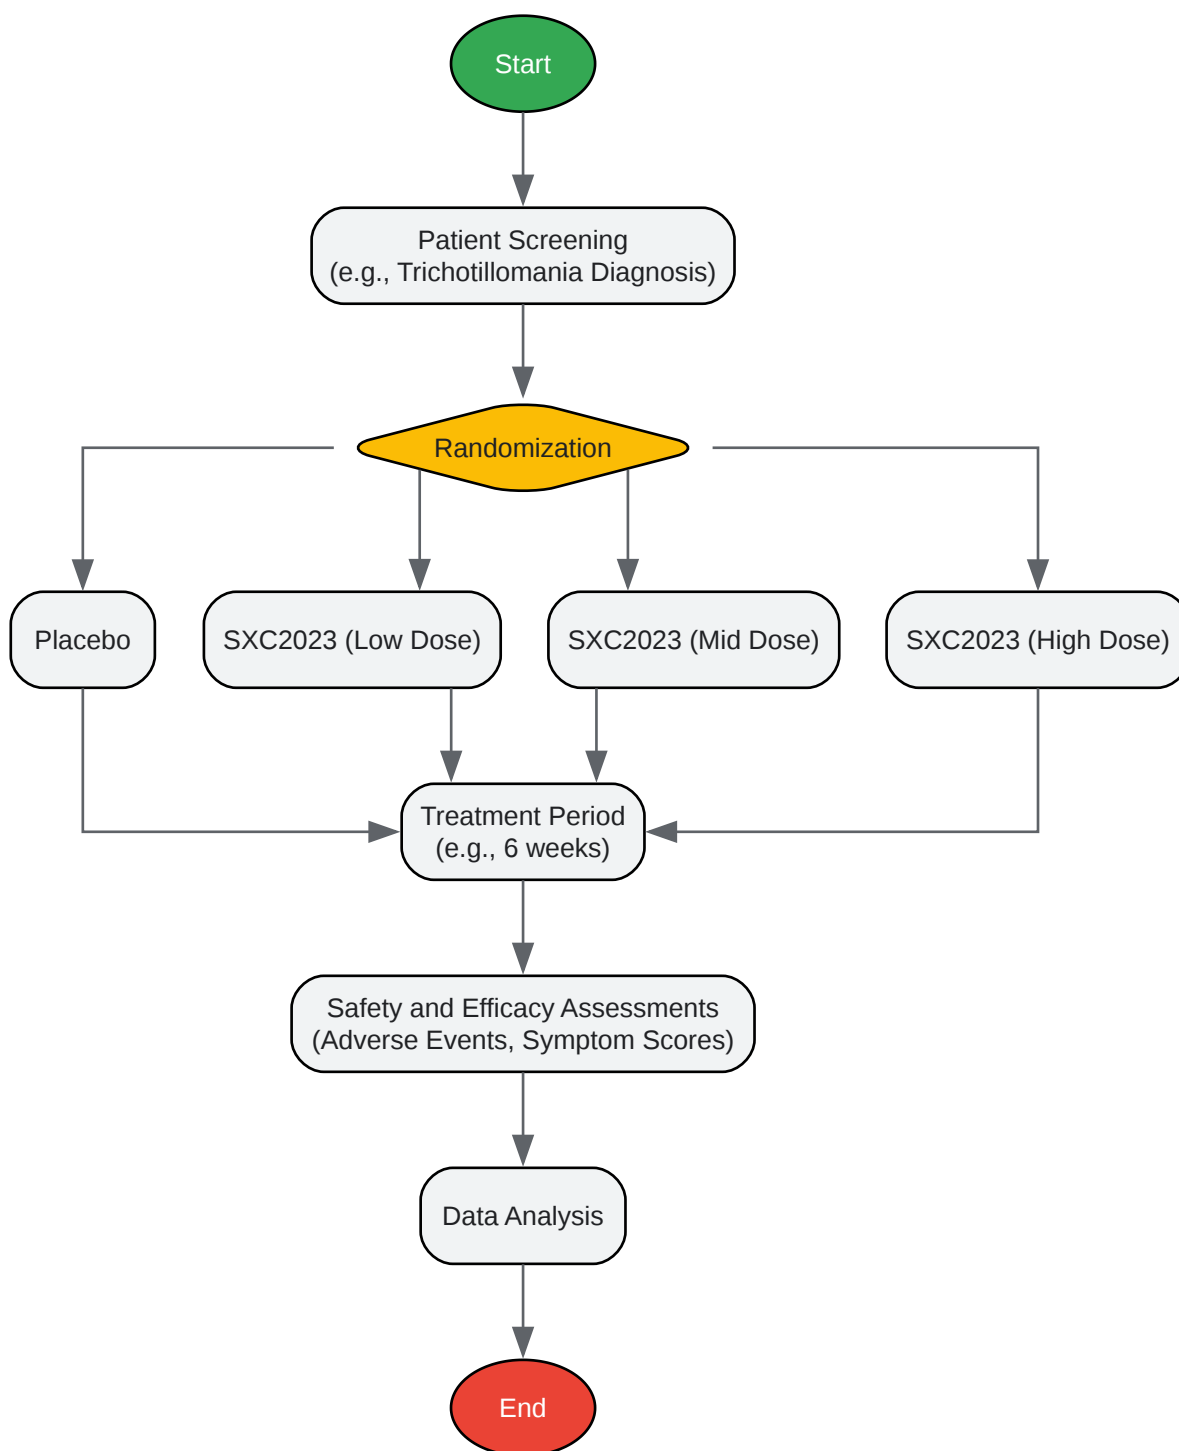 Start
Patient Screening
(e.g., Trichotillomania Diagnosis)
Randomization
Placebo
SXC2023 (Low Dose)
SXC2023 (Mid Dose)
SXC2023 (High Dose)
Treatment Period
(e.g., 6 weeks)
Safety and Efficacy Assessments
(Adverse Events, Symptom Scores)
Data Analysis
End